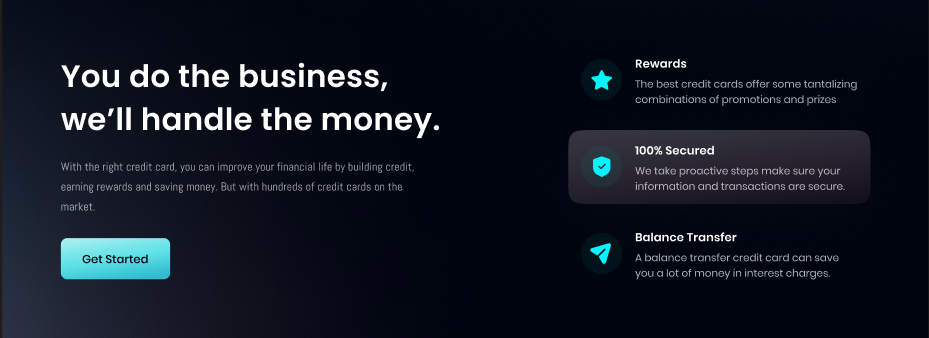 You do the business,
we’ll handle the money.
With the right credit card, you can improve your financial life by building credit,
earning rewards and saving money. But with hundreds of credit cards on the
market.
Get Started
Rewards
The best credit cards offer some tantalizing
combinations of promotions and prizes
100% Secured
We take proactive steps make sure your
information and transactions are secure.
Balance Transfer
A balance transfer credit card can save
you a lot of money in interest charges.